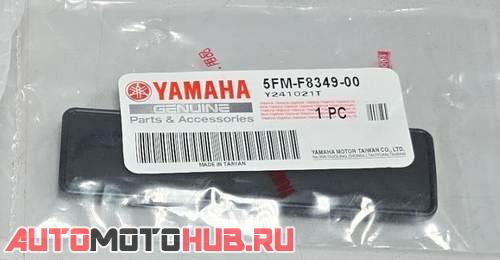 YAMAHA
GENUINE
Parts & Accessories
5FM-F8349-00
Y241021T
1 PC
MADE IN TAIWAN
YAMAHA MOTOR TAIWAN CO., LTD.
AUTOMOTOHUB.RU